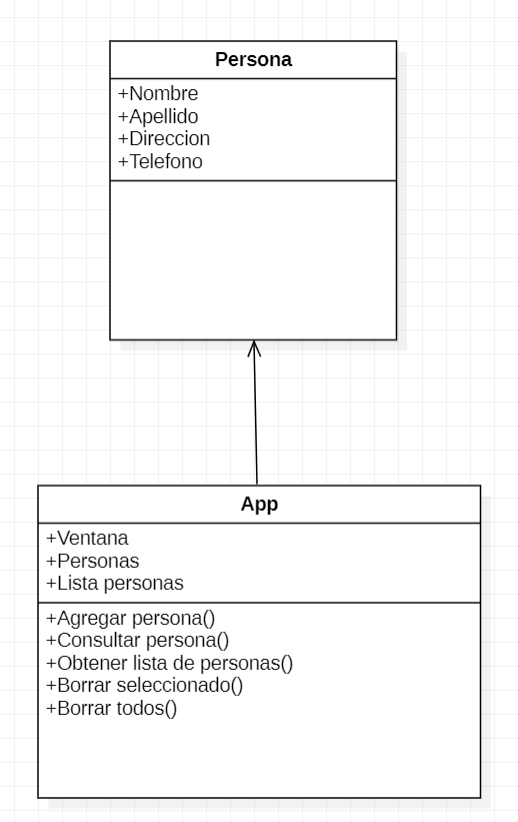 Persona
+Nombre
+Apellido
+Direccion
+Telefono
App
+Ventana
+Personas
+Lista personas
+Agregar persona()
+Consultar persona()
+Obtener lista de personas()
+Borrar seleccionado()
+Borrar todos()